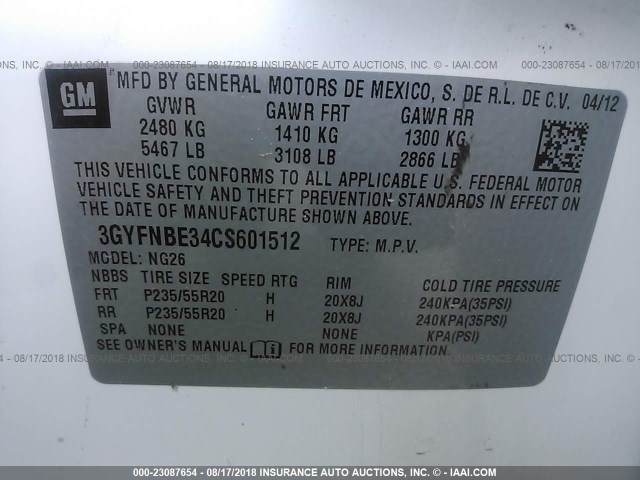 000-23087654 - 08/17/2018 INSURANCE AUTO AUCTIONS, INC. - © IAAI.COM
GM
MFD BY GENERAL MOTORS DE MEXICO, S. DE R.L. DE C.V. 04/12
GVWR GAWR FRT GAWR RR
2480 KG 1410 KG 1300 KG
5467 LB 3108 LB 2866 LB
THIS VEHICLE CONFORMS TO ALL APPLICABLE U.S. FEDERAL MOTOR
VEHICLE SAFETY AND THEFT PREVENTION STANDARDS IN EFFECT ON
THE DATE OF MANUFACTURE SHOWN ABOVE.
3GYFNBE34CS601512 TYPE: M.P.V.
MODEL: NG26
NBBS TIRE SIZE SPEED RTG RIM COLD TIRE PRESSURE
FRT P235/55R20 H 20X8J 240KPA(35PSI)
RR P235/55R20 H 20X8J 240KPA(35PSI)
SPA NONE NONE KPA(PSI)
SEE OWNER'S MANUAL FOR MORE INFORMATION
000-23087654 - 08/17/2018 INSURANCE AUTO AUCTIONS, INC. - © IAAI.COM